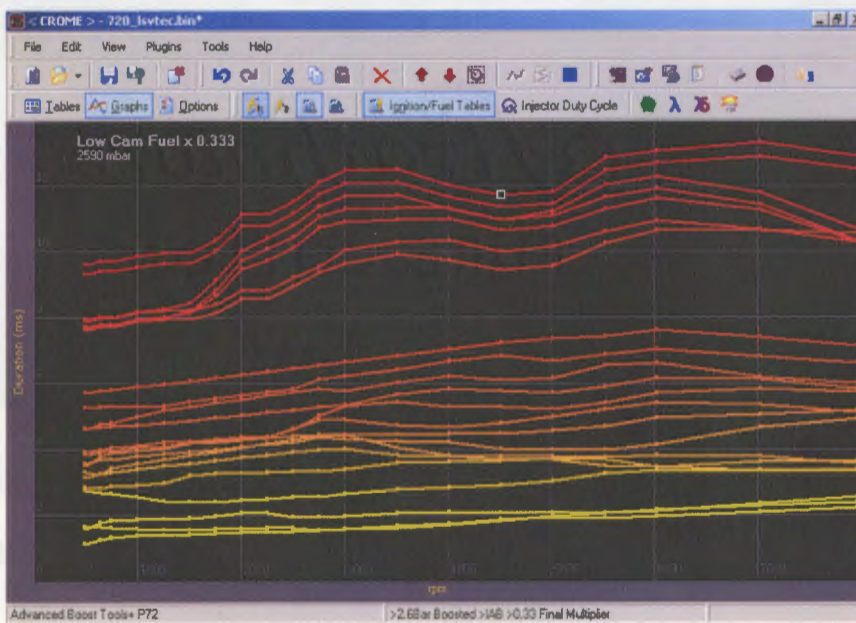 < CROME > - 720_lsvtec.bin*
File Edit View Plugins Tools Help
Tables Graphs Options Ignition/Fuel Tables Injector Duty Cycle
Low Cam Fuel x 0.333
2590 mbar
Duration (ms)
rpm
Advanced Boost Tools+ P72 >2.68ar Boosted >IAB >0.33 Final Multiplier